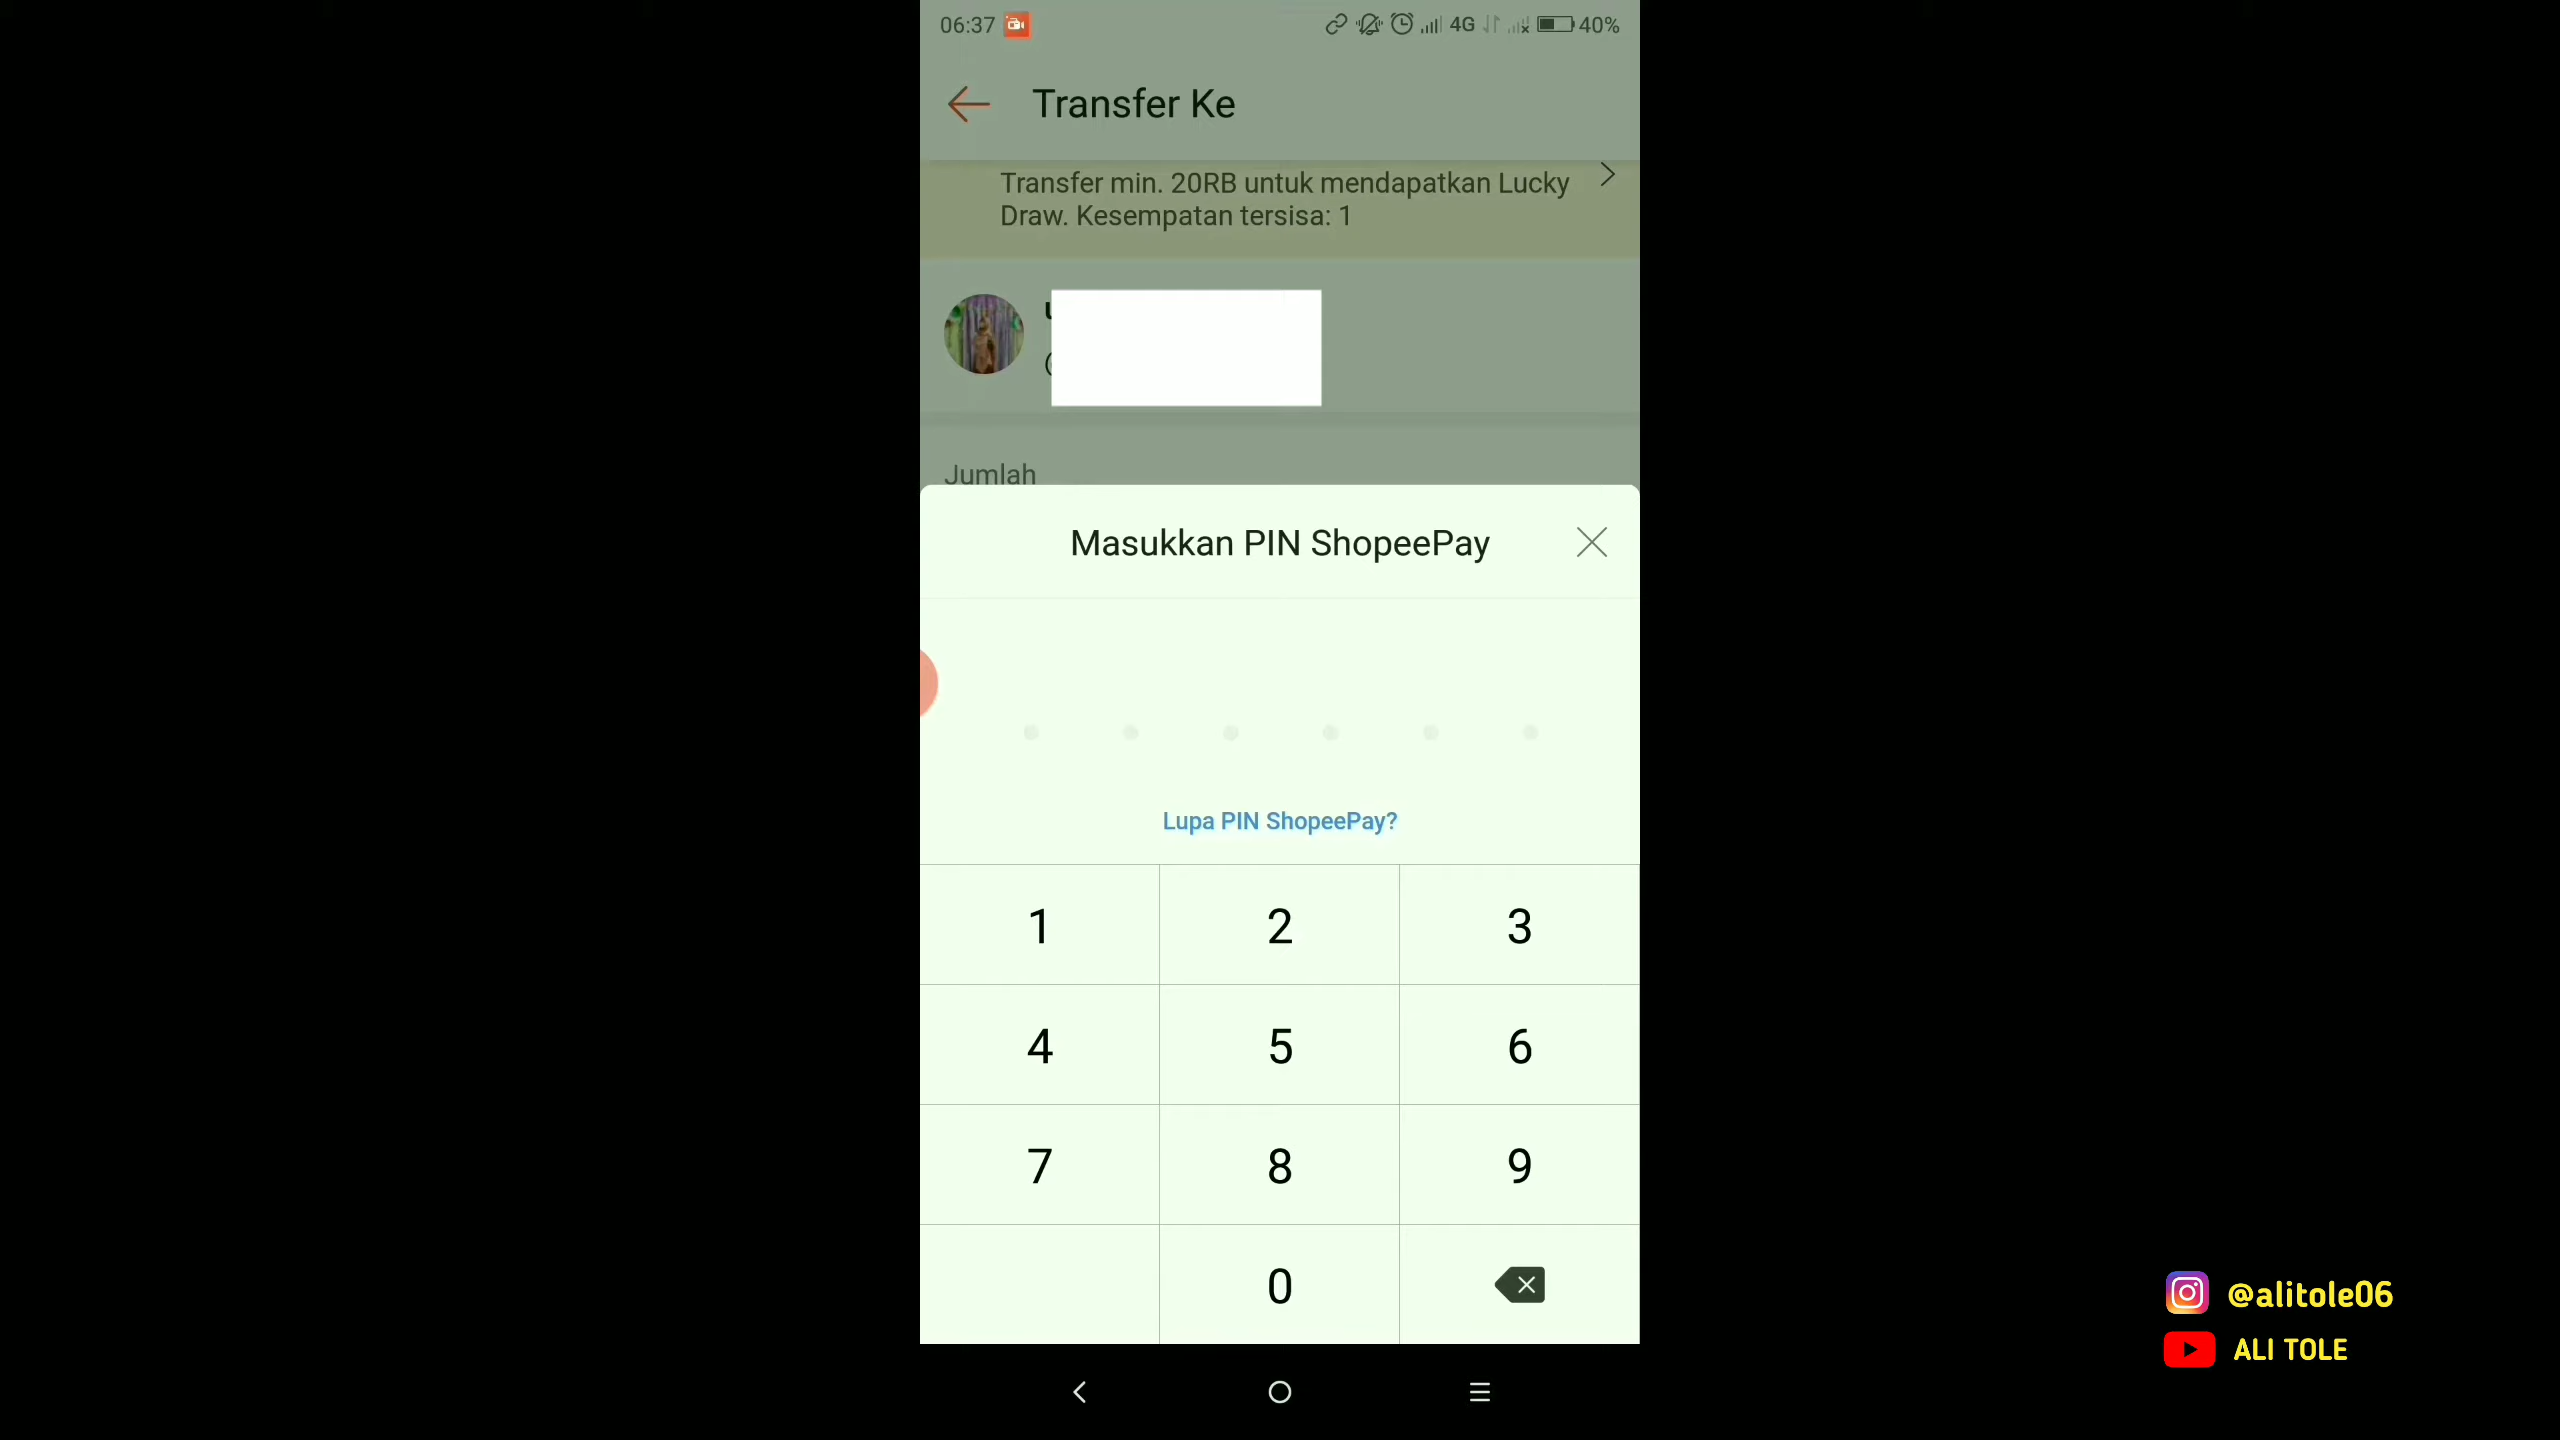 06:37
4G
40%
Transfer Ke
Transfer min. 20RB untuk mendapatkan Lucky
Draw. Kesempatan tersisa: 1
Jumlah
Masukkan PIN ShopeePay
Lupa PIN ShopeePay?
1 2 3
4 5 6
7 8 9
0
@alitole06
ALI TOLE